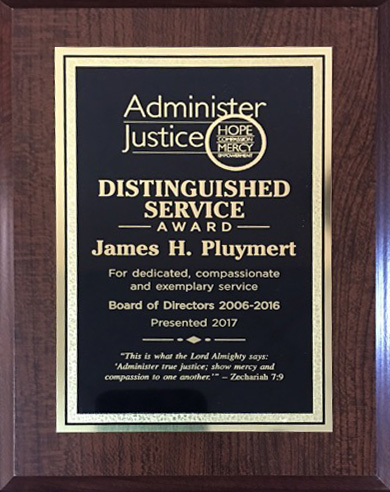 Administer
Justice
HOPE
COMPASSION
MERCY
EMPOWERMENT
DISTINGUISHED
SERVICE
AWARD
James H. Pluymert
For dedicated, compassionate
and exemplary service
Board of Directors 2006-2016
Presented 2017
"This is what the Lord Almighty says:
'Administer true justice; show mercy and
compassion to one another.'" – Zechariah 7:9